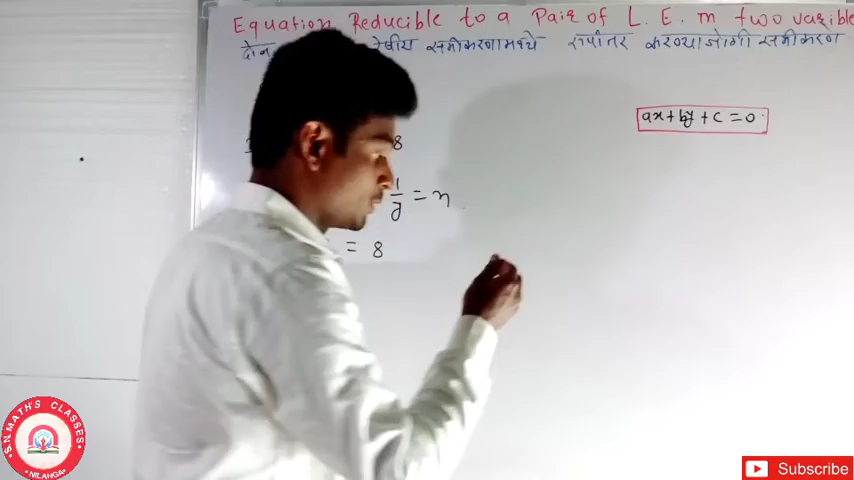 Equation Reducible to a Pair of L. E. in two varible
दोन रेषीय समीकरणामध्ये रूपांतर करण्याजोगी समीकरण
ax+by+c=0
8
1/y = n
= 8
S.N.MATH'S CLASSES
NILANGA
Subscribe